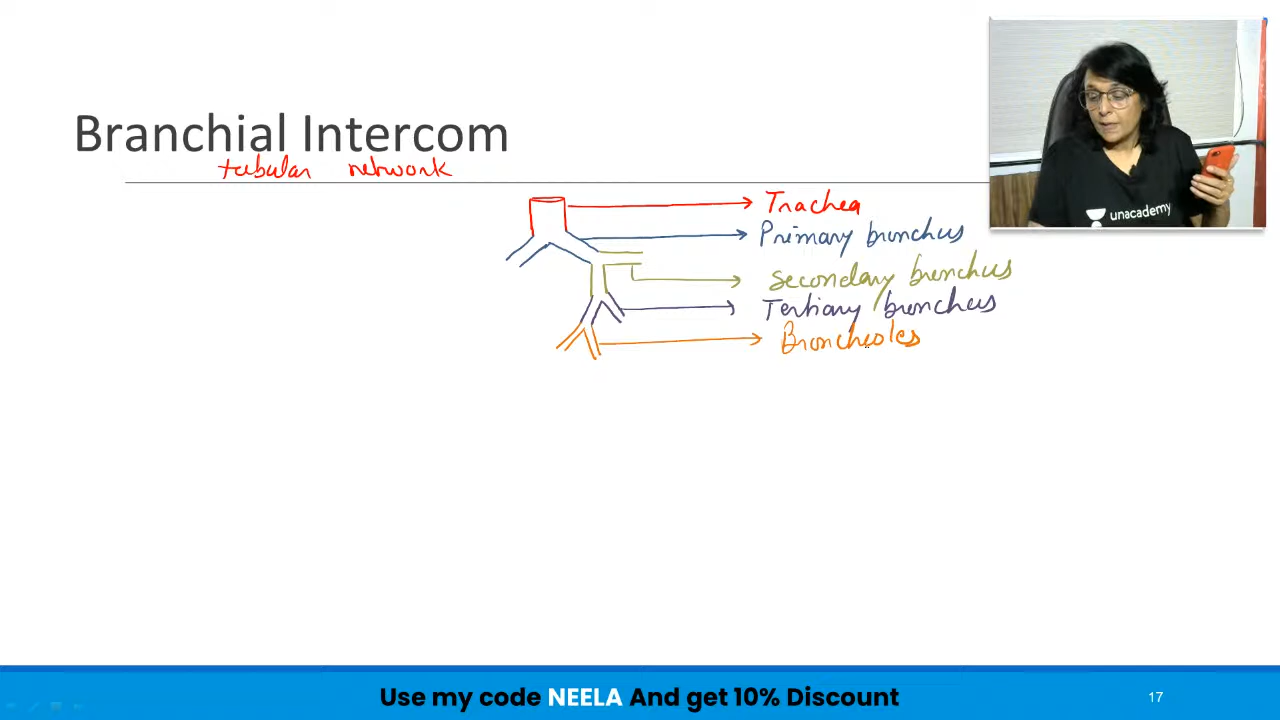 Branchial Intercom
tubular network
Trachea
Primary bronchus
Secondary bronchus
Tertiary bronchus
Broncheoles
unacademy
Use my code NEELA And get 10% Discount
17